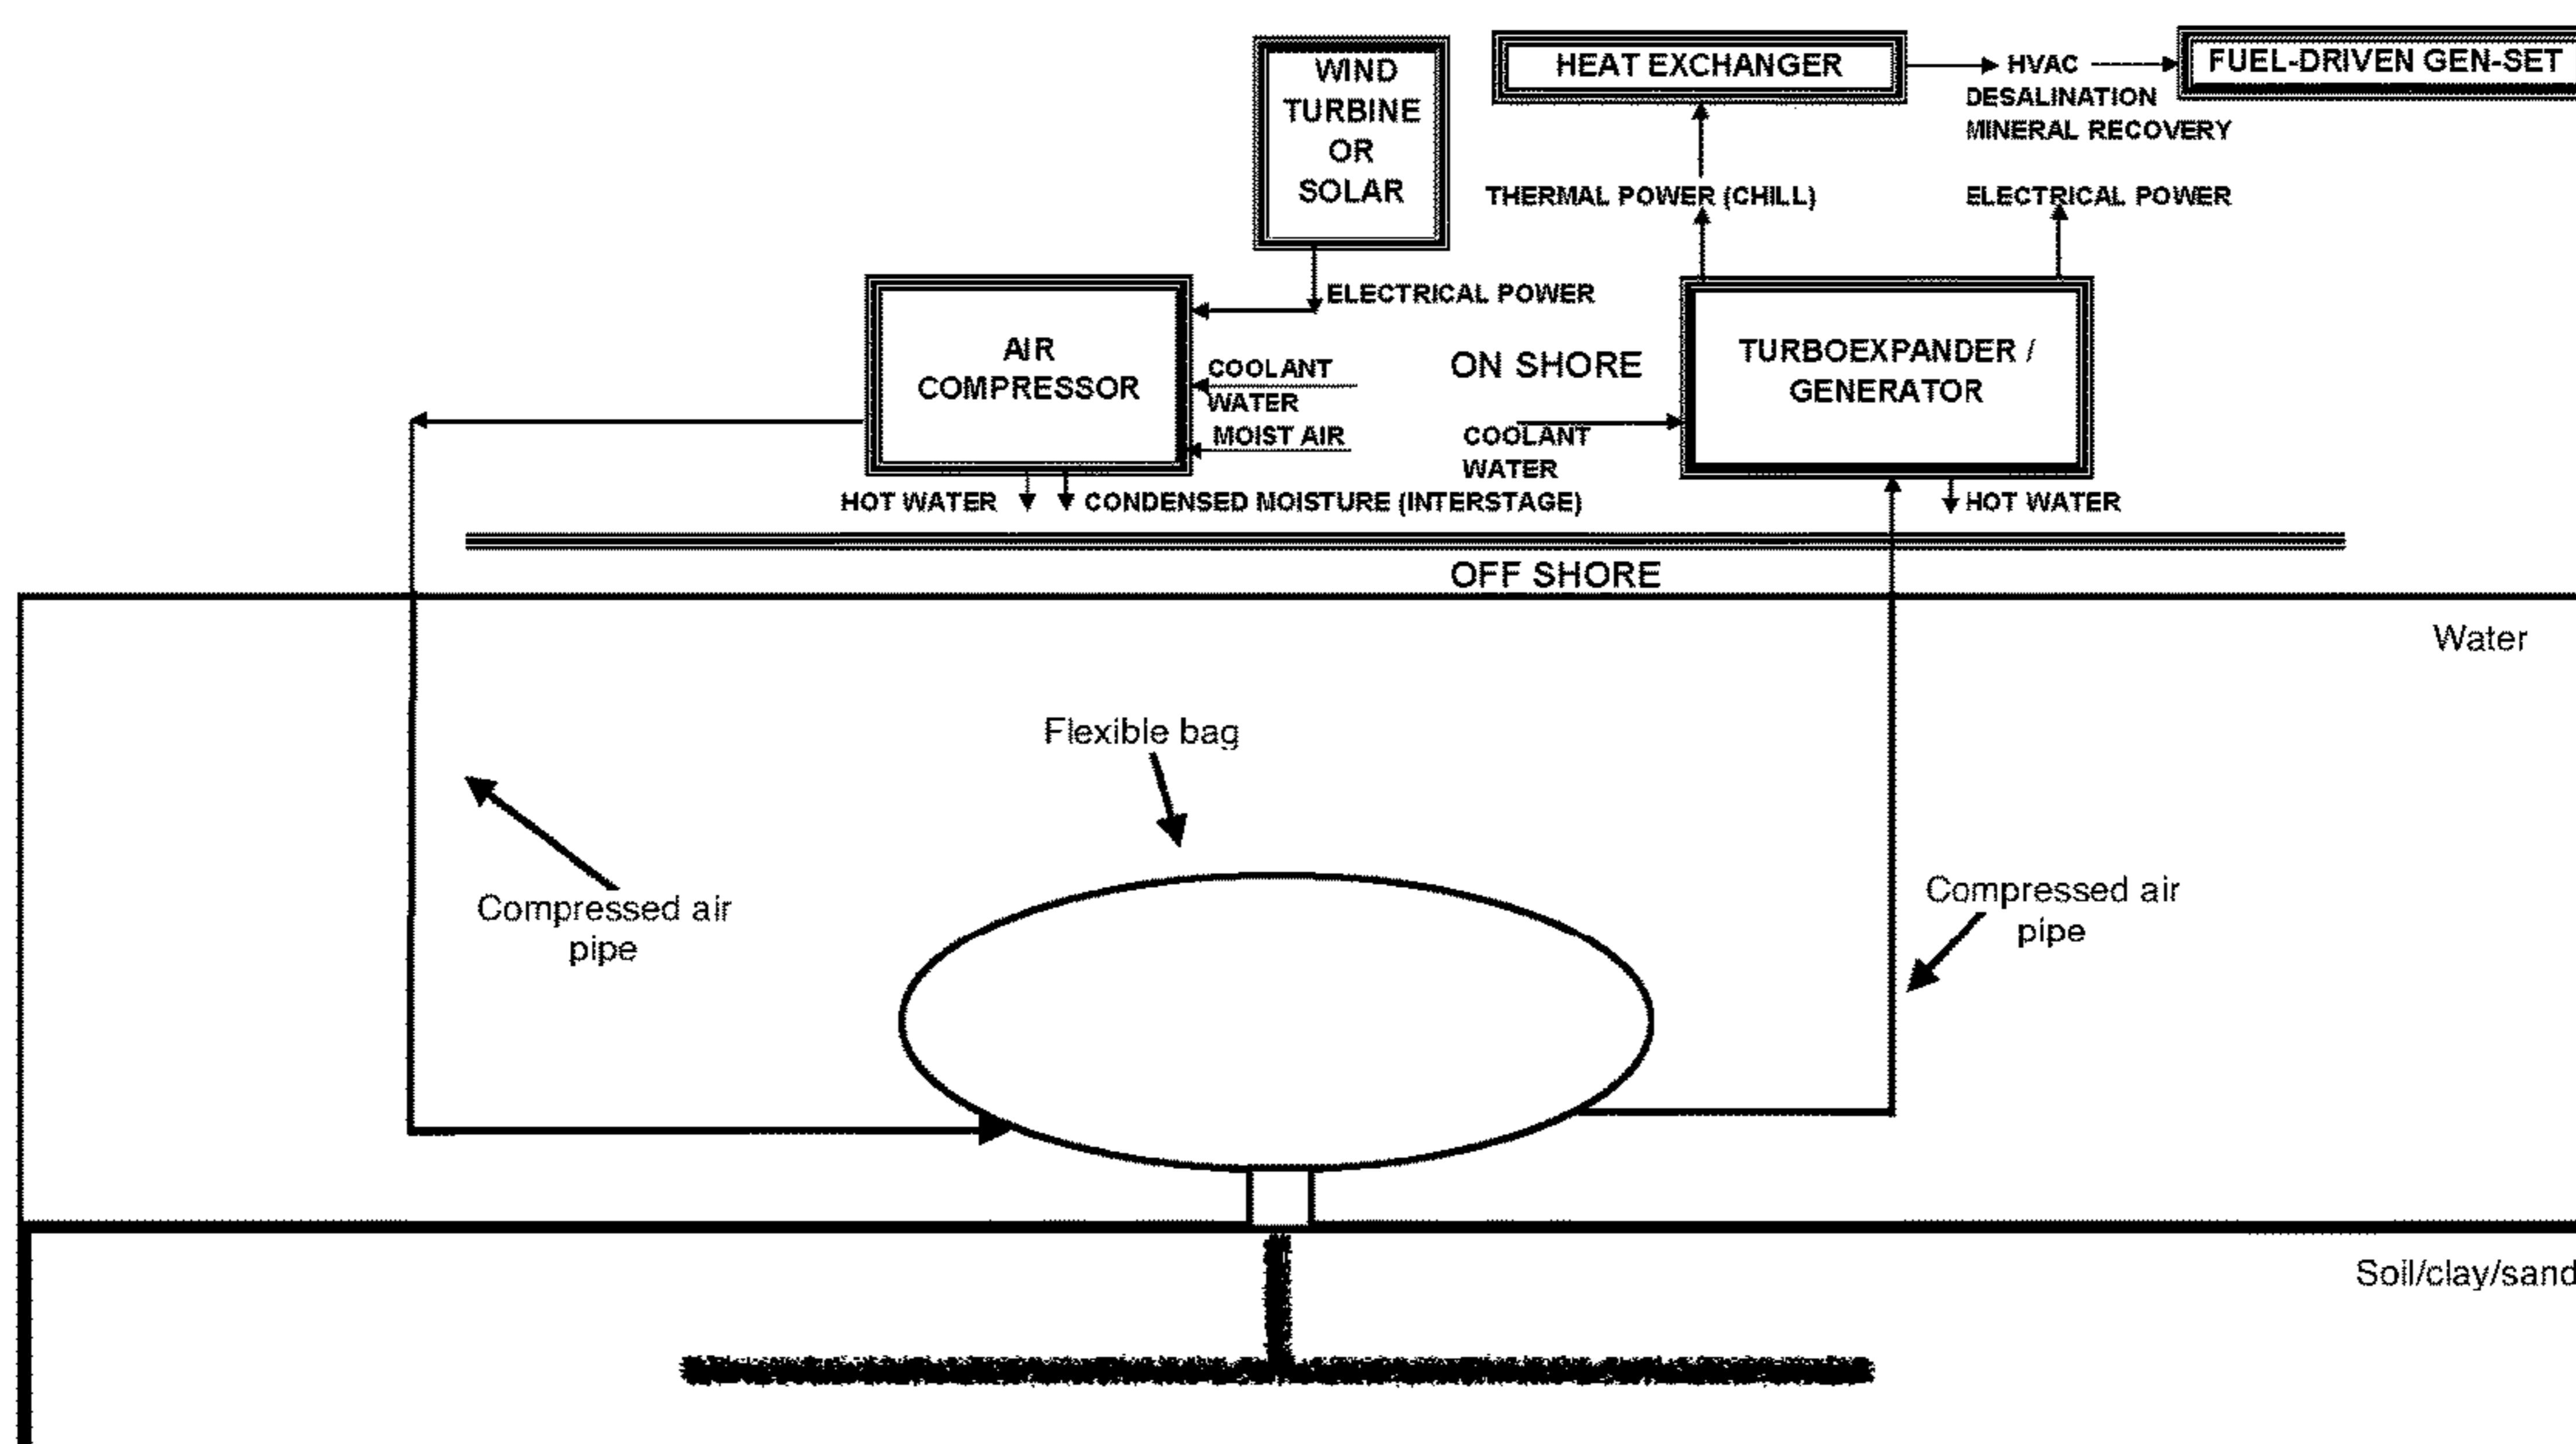 WIND
TURBINE
OR
SOLAR
HEAT EXCHANGER
HVAC
DESALINATION
MINERAL RECOVERY
FUEL-DRIVEN GEN-SET
THERMAL POWER (CHILL)
ELECTRICAL POWER
ELECTRICAL POWER
AIR
COMPRESSOR
COOLANT
WATER
MOIST AIR
ON SHORE
COOLANT
WATER
TURBOEXPANDER /
GENERATOR
HOT WATER
CONDENSED MOISTURE (INTERSTAGE)
HOT WATER
OFF SHORE
Water
Flexible bag
Compressed air
pipe
Compressed air
pipe
Soil/clay/sand